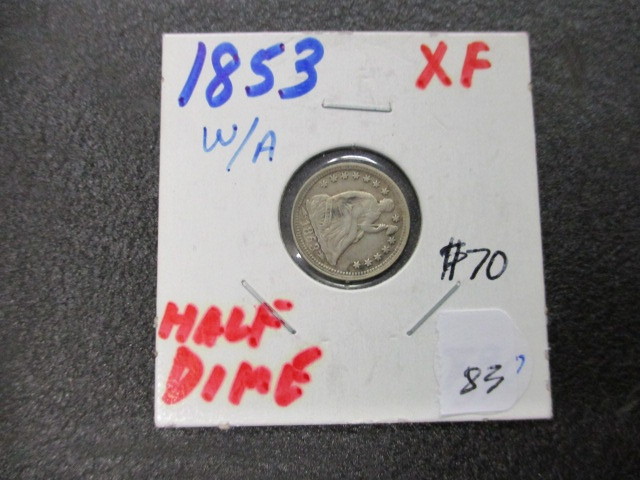 1853 XF
W/A
$70
HALF
DIME
83